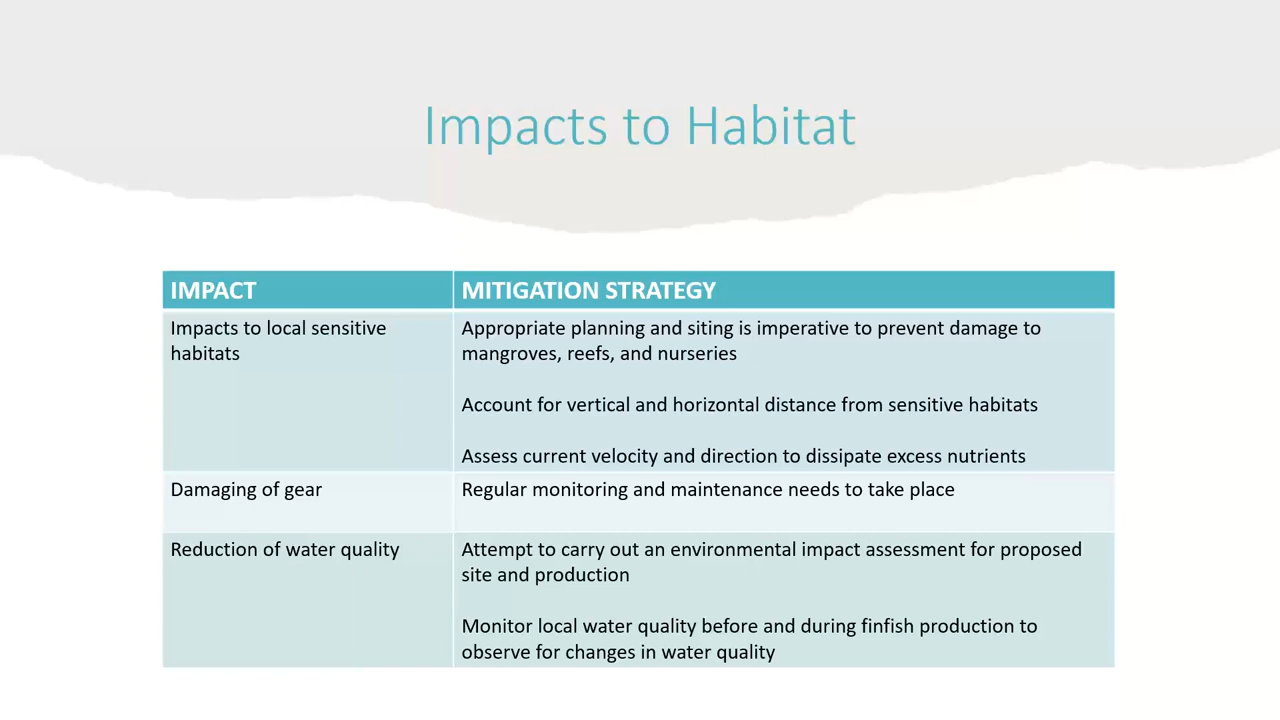 Impacts to Habitat
IMPACT
MITIGATION STRATEGY
Impacts to local sensitive
habitats
Appropriate planning and siting is imperative to prevent damage to
mangroves, reefs, and nurseries
Account for vertical and horizontal distance from sensitive habitats
Assess current velocity and direction to dissipate excess nutrients
Damaging of gear
Regular monitoring and maintenance needs to take place
Reduction of water quality
Attempt to carry out an environmental impact assessment for proposed
site and production
Monitor local water quality before and during finfish production to
observe for changes in water quality